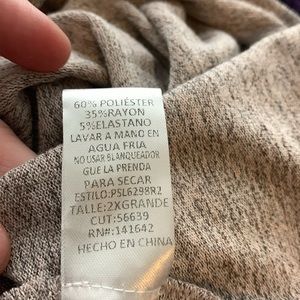 60% POLIÉSTER
35%RAYON
5%ELASTANO
LAVAR A MANO EN
AGUA FRIA
NO USAR BLANQUEADOR
GUE LA PRENDA
PARA SECAR
ESTILO:PSL6298R2
TALLE:2XGRANDE
CUT:56639
RN#:141642
HECHO EN CHINA